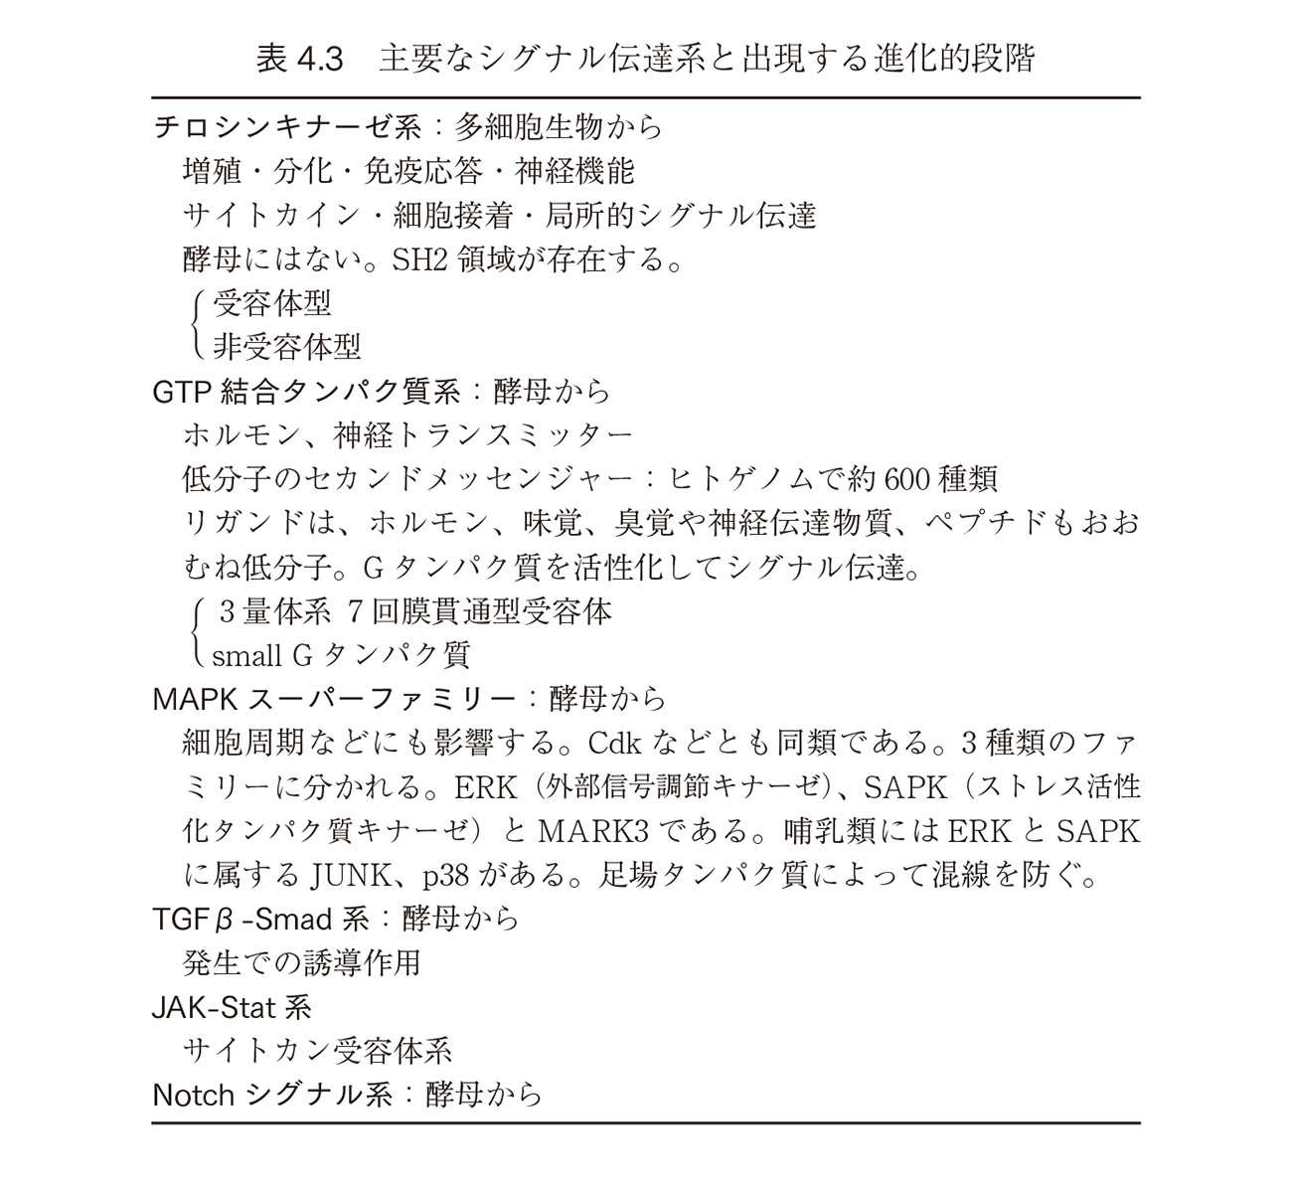 表 4.3　主要なシグナル伝達系と出現する進化的段階
チロシンキナーゼ系：多細胞生物から
増殖・分化・免疫応答・神経機能
サイトカイン・細胞接着・局所的シグナル伝達
酵母にはない。SH2 領域が存在する。
受容体型
非受容体型
GTP 結合タンパク質系：酵母から
ホルモン、神経トランスミッター
低分子のセカンドメッセンジャー：ヒトゲノムで約 600 種類
リガンドは、ホルモン、味覚、臭覚や神経伝達物質、ペプチドもおお
むね低分子。G タンパク質を活性化してシグナル伝達。
3 量体系 7 回膜貫通型受容体
small G タンパク質
MAPK スーパーファミリー：酵母から
細胞周期などにも影響する。Cdk などとも同類である。3 種類のファ
ミリーに分かれる。ERK（外部信号調節キナーゼ）、SAPK（ストレス活性
化タンパク質キナーゼ）と MARK3 である。哺乳類には ERK と SAPK
に属する JUNK、p38 がある。足場タンパク質によって混線を防ぐ。
TGFβ-Smad 系：酵母から
発生での誘導作用
JAK-Stat 系
サイトカン受容体系
Notch シグナル系：酵母から